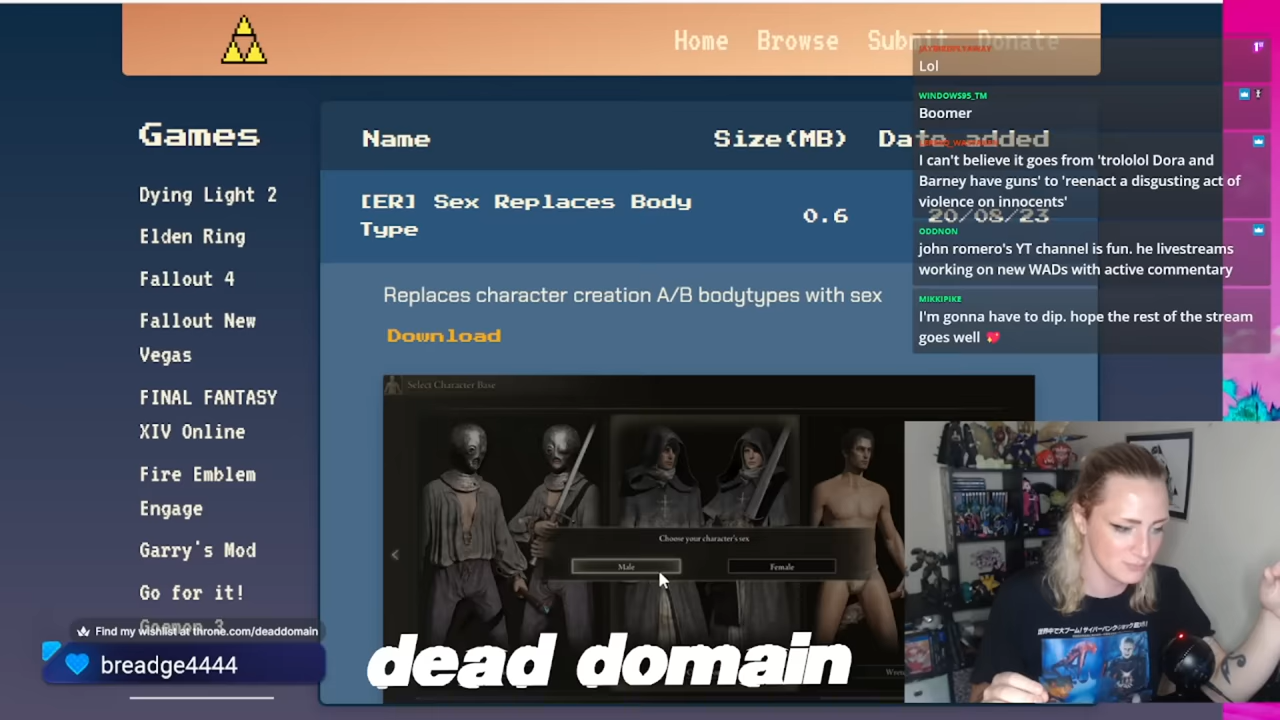 Home Browse Submit Donate
Games
Dying Light 2
Elden Ring
Fallout 4
Fallout New
Vegas
FINAL FANTASY
XIV Online
Fire Emblem
Engage
Garry's Mod
Go for it!
Goemon 3
Name Size(MB) Date added
[ER] Sex Replaces Body
Type
0.6 20/08/23
Replaces character creation A/B bodytypes with sex
Download
Select Character Base
Choose your character's sex
Male Female
Lol
WINDOWS95_TM
Boomer
I can't believe it goes from 'trololol Dora and
Barney have guns' to 'reenact a disgusting act of
violence on innocents'
ODDNON
john romero's YT channel is fun. he livestreams
working on new WADs with active commentary
MIKKIPIKE
I'm gonna have to dip. hope the rest of the stream
goes well
Find my wishlist at throne.com/deaddomain
breadge4444
dead domain